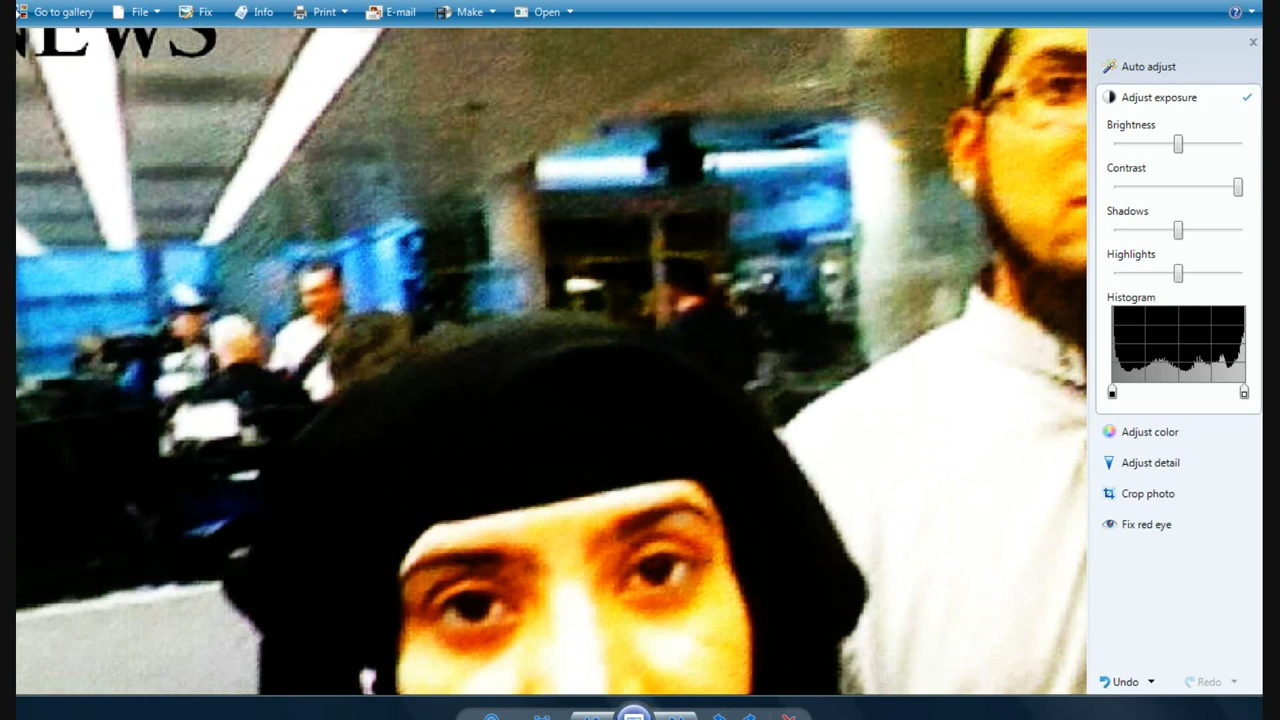 Go to gallery File Fix Info Print E-mail Make Open
NEWS
Auto adjust
Adjust exposure
Brightness
Contrast
Shadows
Highlights
Histogram
Adjust color
Adjust detail
Crop photo
Fix red eye
Undo Redo